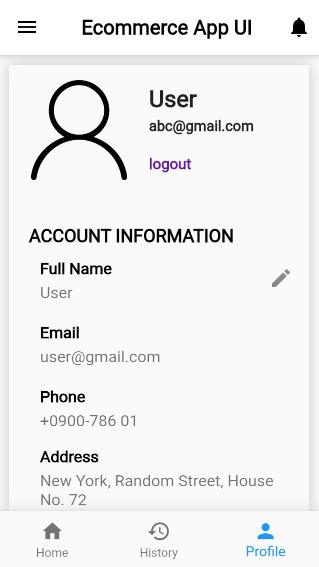 Ecommerce App UI
User
abc@gmail.com
logout
ACCOUNT INFORMATION
Full Name
User
Email
user@gmail.com
Phone
+0900-786 01
Address
New York, Random Street, House
No. 72
Home
History
Profile